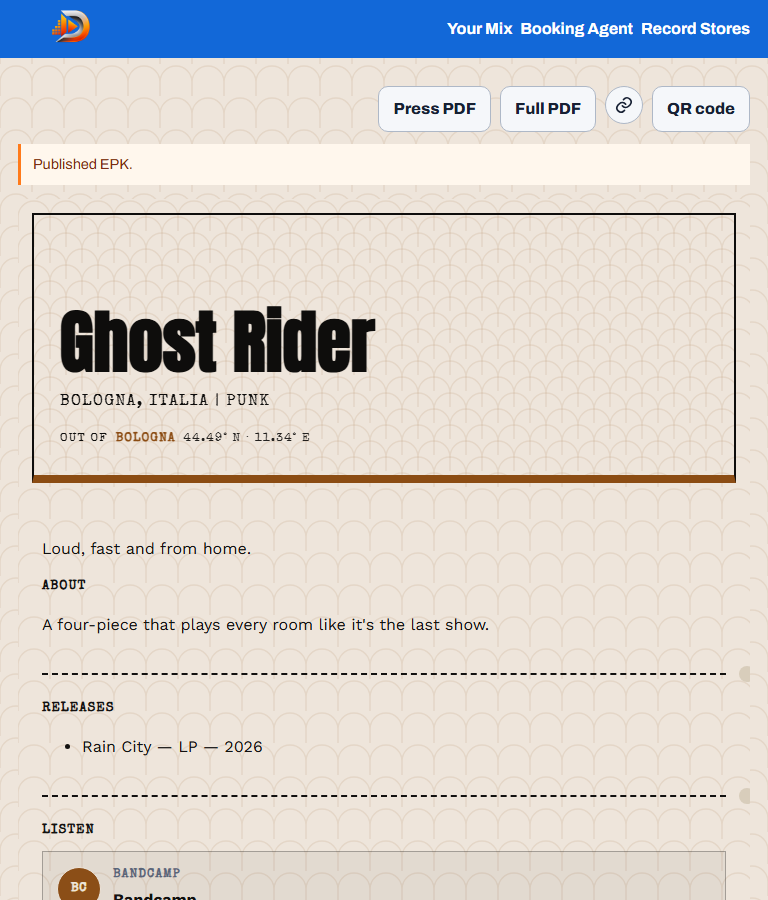 Your Mix Booking Agent Record Stores
Press PDF Full PDF QR code
Published EPK.
Ghost Rider
BOLOGNA, ITALIA | PUNK
OUT OF BOLOGNA 44.49° N · 11.34° E
Loud, fast and from home.
ABOUT
A four-piece that plays every room like it's the last show.
RELEASES
• Rain City — LP — 2026
LISTEN
BC
BANDCAMP
Bandcamp